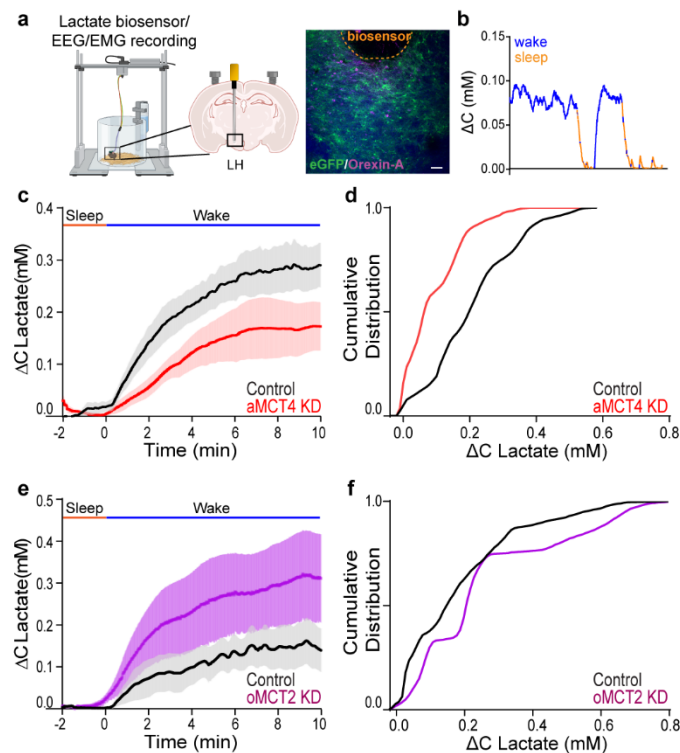 a
Lactate biosensor/
EEG/EMG recording
LH
biosensor
eGFP/Orexin-A
b
wake
sleep
ΔC (mM)
0.15
0.10
0.05
0.00
c
Sleep
Wake
ΔC Lactate(mM)
0.4
0.3
0.2
0.1
0.0
-2
0
2
4
6
8
10
Time (min)
Control
aMCT4 KD
d
Cumulative
Distribution
1.0
0.0
0.0
0.2
0.4
0.6
0.8
ΔC Lactate (mM)
Control
aMCT4 KD
e
Sleep
Wake
ΔC Lactate(mM)
0.5
0.3
0.2
0.1
0.0
-2
0
2
4
6
8
10
Time (min)
Control
oMCT2 KD
f
Cumulative
Distribution
1.0
0.0
0.0
0.2
0.4
0.6
0.8
ΔC Lactate (mM)
Control
oMCT2 KD